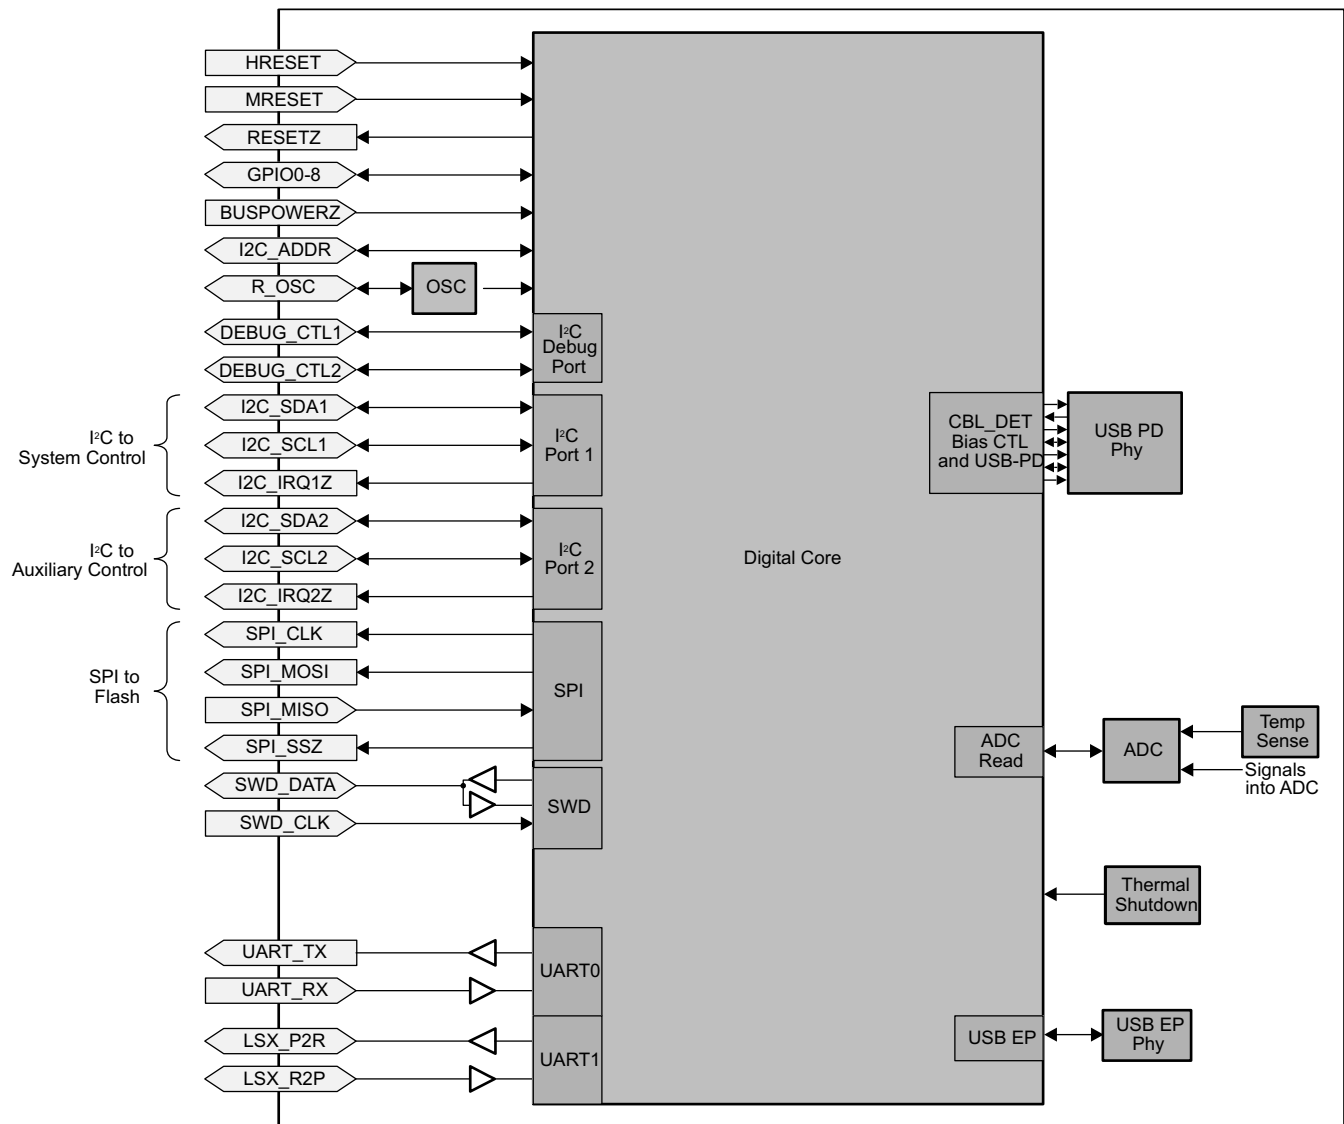 HRESET
MRESET
RESETZ
GPIO0-8
BUSPOWERZ
I2C_ADDR
R_OSC
OSC
DEBUG_CTL1
DEBUG_CTL2
I²C
Debug
Port
I²C to
System Control
I2C_SDA1
I2C_SCL1
I2C_IRQ1Z
I²C
Port 1
CBL_DET
Bias CTL
and USB-PD
USB PD
Phy
I²C to
Auxiliary Control
I2C_SDA2
I2C_SCL2
I2C_IRQ2Z
I²C
Port 2
Digital Core
SPI to
Flash
SPI_CLK
SPI_MOSI
SPI_MISO
SPI_SSZ
SPI
ADC
Read
ADC
Temp
Sense
Signals
into ADC
SWD_DATA
SWD_CLK
SWD
Thermal
Shutdown
UART_TX
UART_RX
UART0
LSX_P2R
LSX_R2P
UART1
USB EP
USB EP
Phy